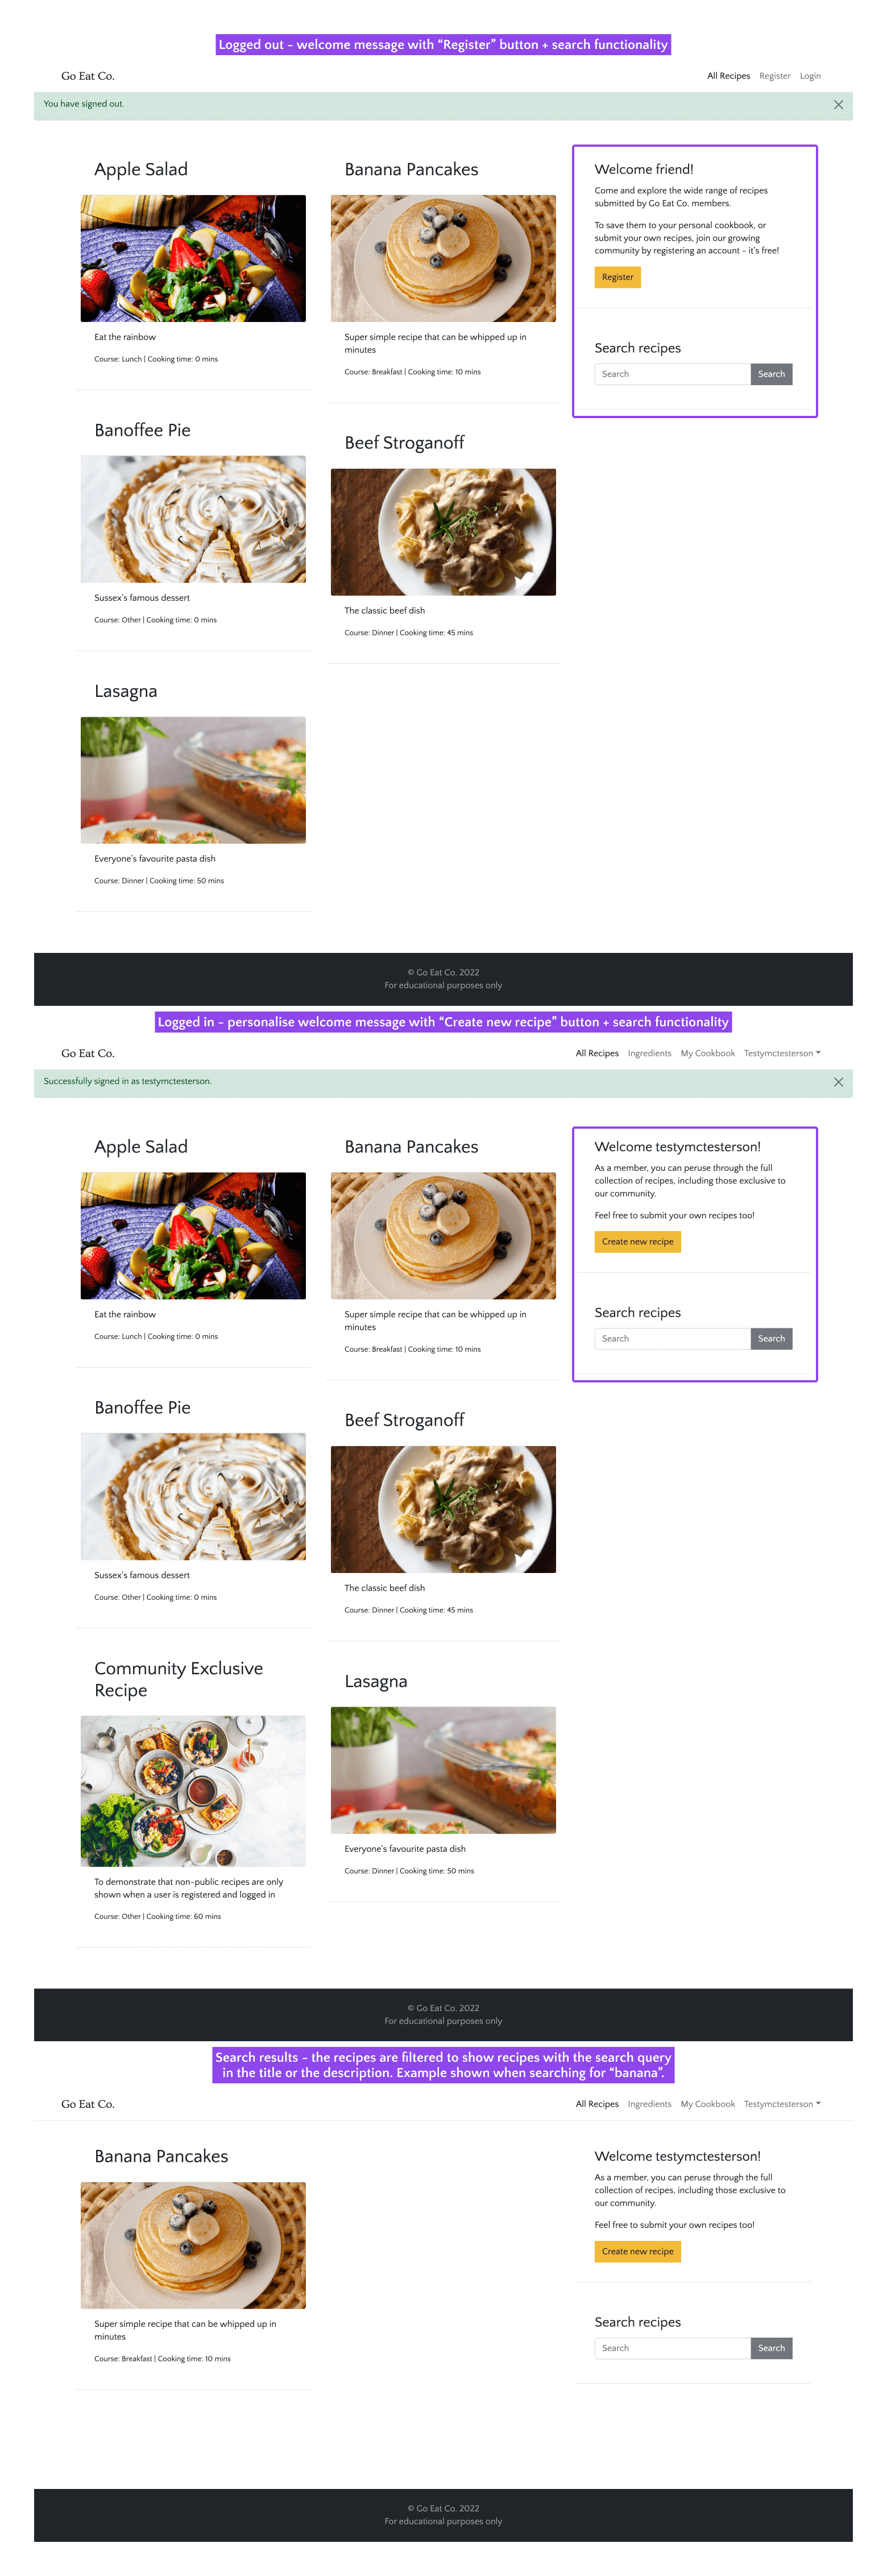 Logged out - welcome message with “Register” button + search functionality
Go Eat Co.
All Recipes Register Login
You have signed out.
Apple Salad
Eat the rainbow
Course: Lunch | Cooking time: 0 mins
Banoffee Pie
Sussex's famous dessert
Course: Other | Cooking time: 0 mins
Lasagna
Everyone's favourite pasta dish
Course: Dinner | Cooking time: 50 mins
Banana Pancakes
Super simple recipe that can be whipped up in
minutes
Course: Breakfast | Cooking time: 10 mins
Beef Stroganoff
The classic beef dish
Course: Dinner | Cooking time: 45 mins
Welcome friend!
Come and explore the wide range of recipes
submitted by Go Eat Co. members.
To save them to your personal cookbook, or
submit your own recipes, join our growing
community by registering an account - it's free!
Register
Search recipes
Search Search
© Go Eat Co. 2022
For educational purposes only
Logged in - personalise welcome message with “Create new recipe” button + search functionality
Go Eat Co.
All Recipes Ingredients My Cookbook Testymctesterson
Successfully signed in as testymctesterson.
Apple Salad
Eat the rainbow
Course: Lunch | Cooking time: 0 mins
Banoffee Pie
Sussex's famous dessert
Course: Other | Cooking time: 0 mins
Community Exclusive
Recipe
To demonstrate that non-public recipes are only
shown when a user is registered and logged in
Course: Other | Cooking time: 60 mins
Banana Pancakes
Super simple recipe that can be whipped up in
minutes
Course: Breakfast | Cooking time: 10 mins
Beef Stroganoff
The classic beef dish
Course: Dinner | Cooking time: 45 mins
Lasagna
Everyone's favourite pasta dish
Course: Dinner | Cooking time: 50 mins
Welcome testymctesterson!
As a member, you can peruse through the full
collection of recipes, including those exclusive to
our community.
Feel free to submit your own recipes too!
Create new recipe
Search recipes
Search Search
© Go Eat Co. 2022
For educational purposes only
Search results - the recipes are filtered to show recipes with the search query
in the title or the description. Example shown when searching for “banana”.
Go Eat Co.
All Recipes Ingredients My Cookbook Testymctesterson
Banana Pancakes
Super simple recipe that can be whipped up in
minutes
Course: Breakfast | Cooking time: 10 mins
Welcome testymctesterson!
As a member, you can peruse through the full
collection of recipes, including those exclusive to
our community.
Feel free to submit your own recipes too!
Create new recipe
Search recipes
Search Search
© Go Eat Co. 2022
For educational purposes only